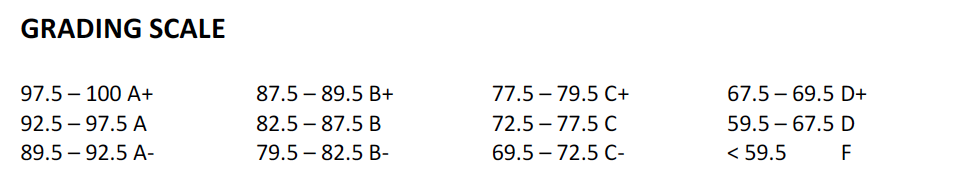 GRADING SCALE
97.5 – 100 A+ 87.5 – 89.5 B+ 77.5 – 79.5 C+ 67.5 – 69.5 D+
92.5 – 97.5 A 82.5 – 87.5 B 72.5 – 77.5 C 59.5 – 67.5 D
89.5 – 92.5 A- 79.5 – 82.5 B- 69.5 – 72.5 C- < 59.5 F